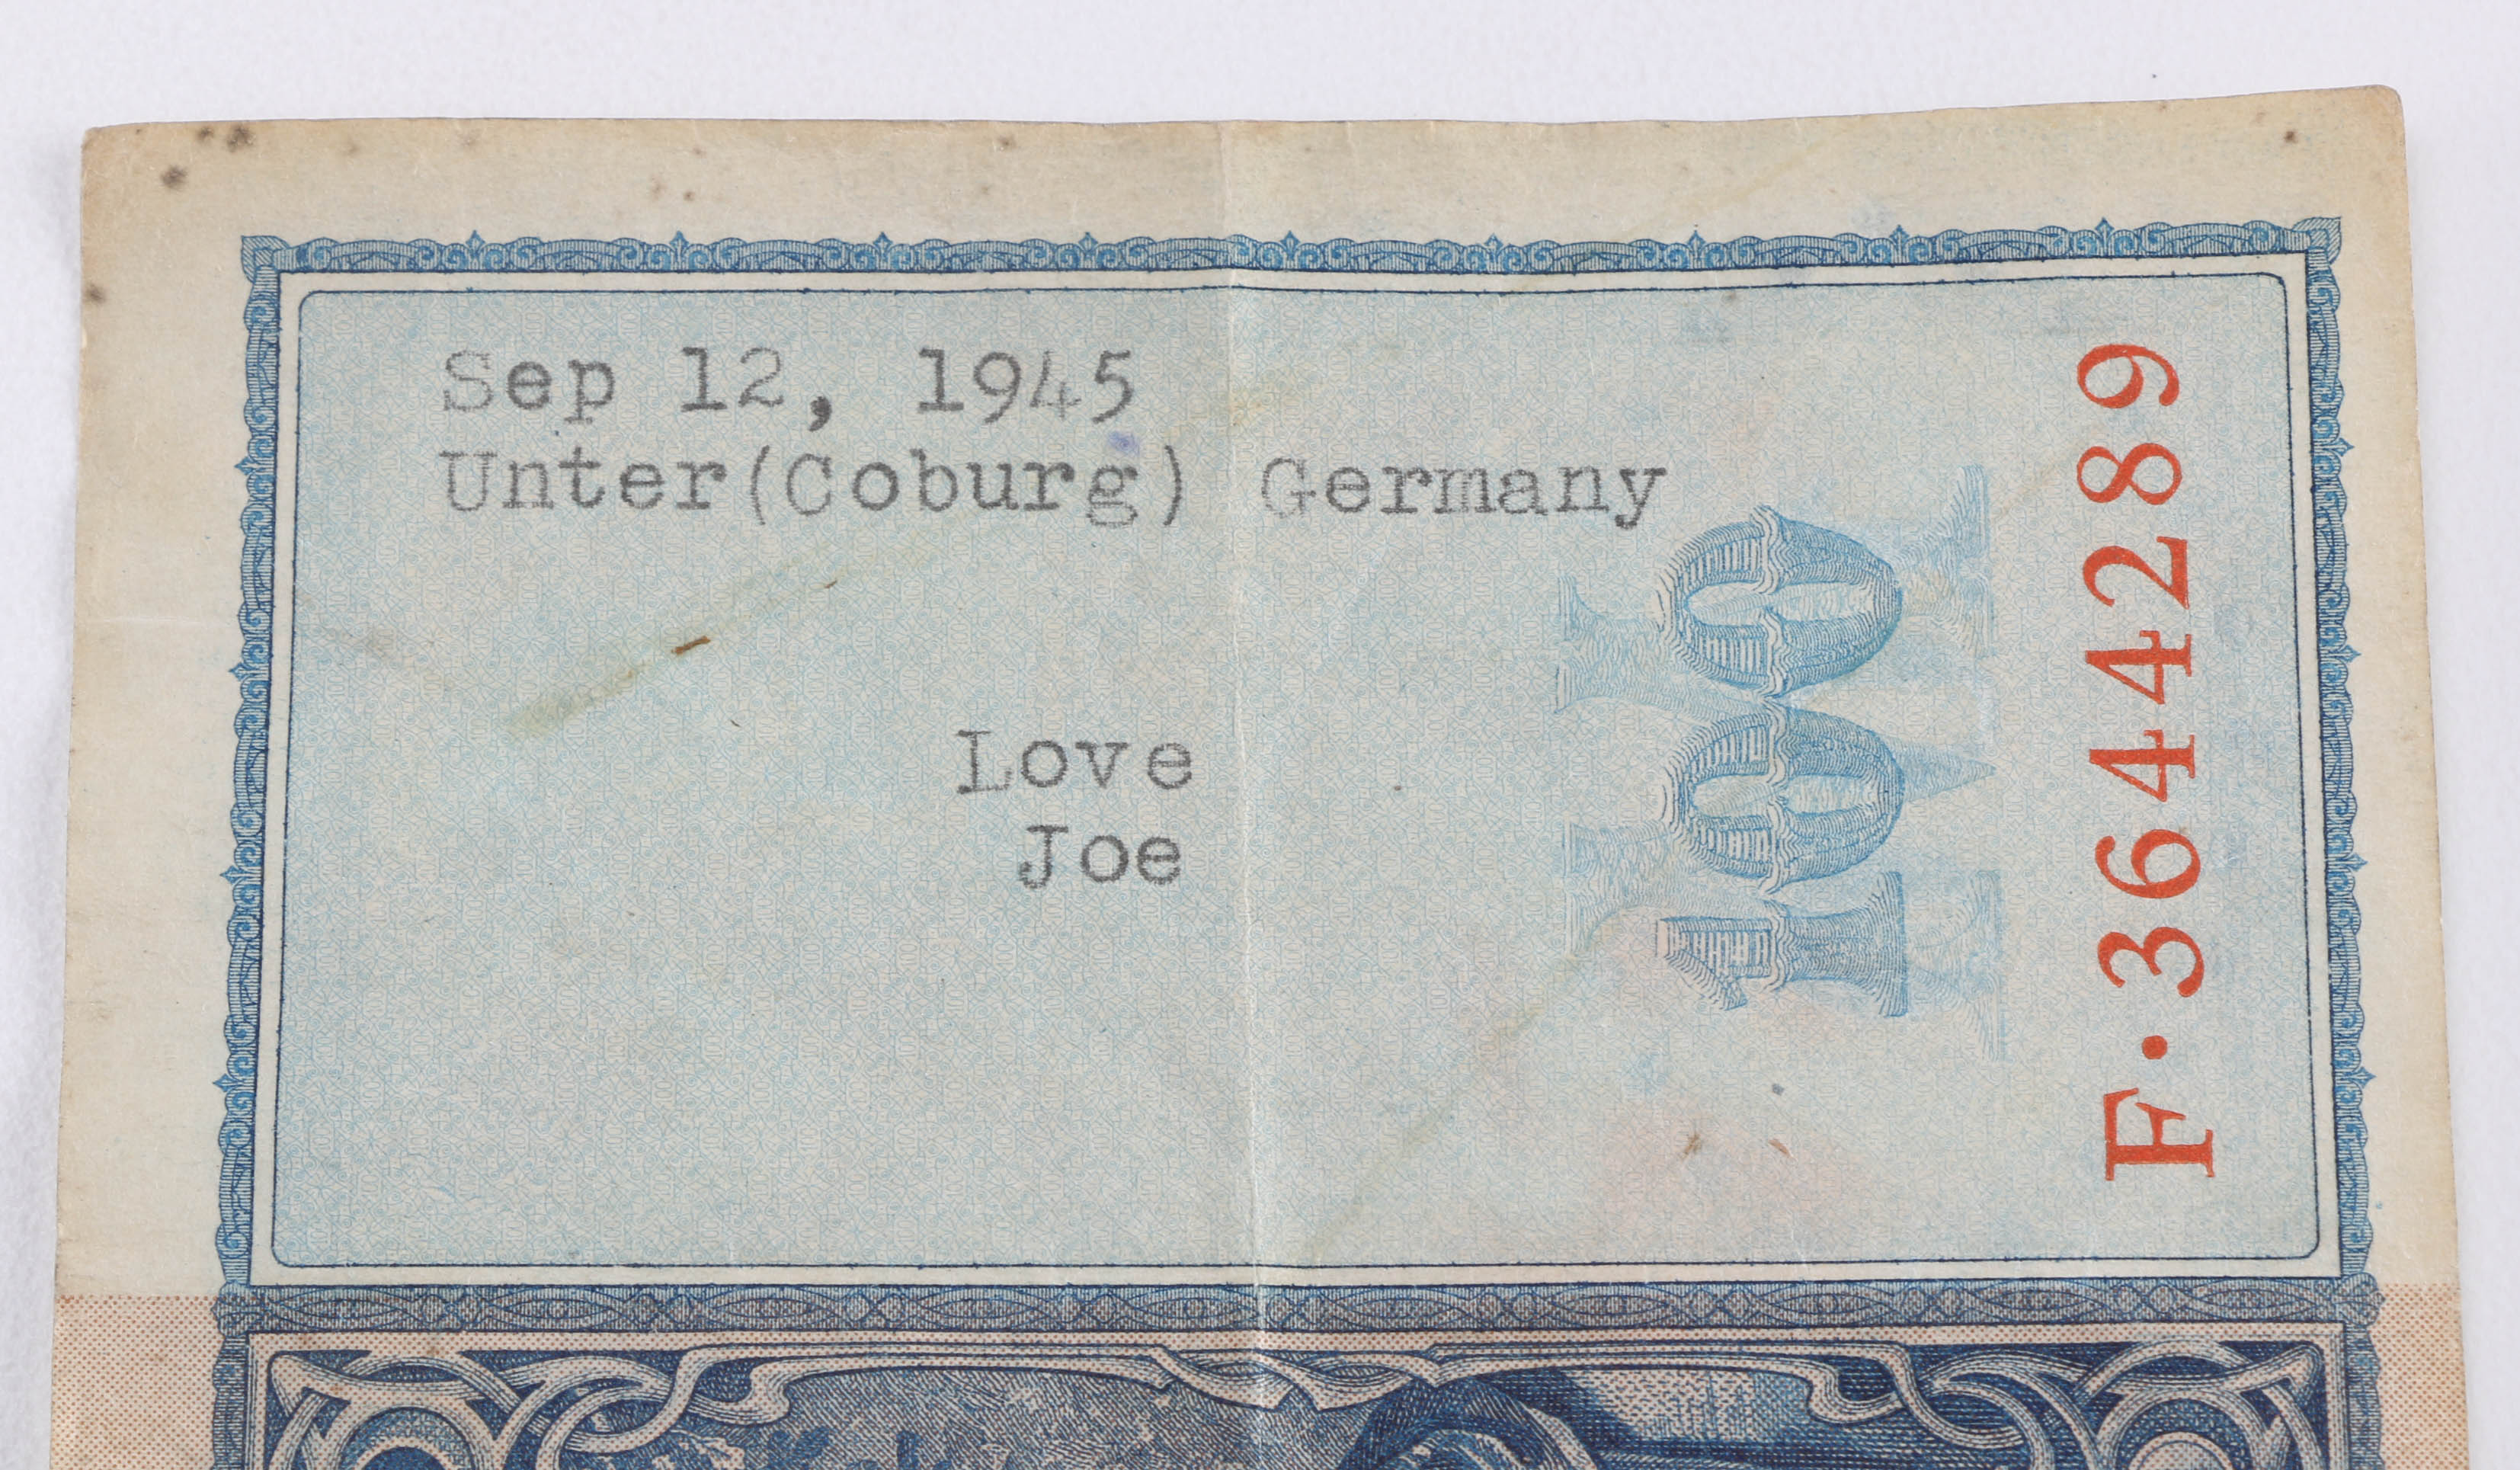 Sep 12, 1945
Unter(Coburg) Germany
Love
Joe
100
F·3644289